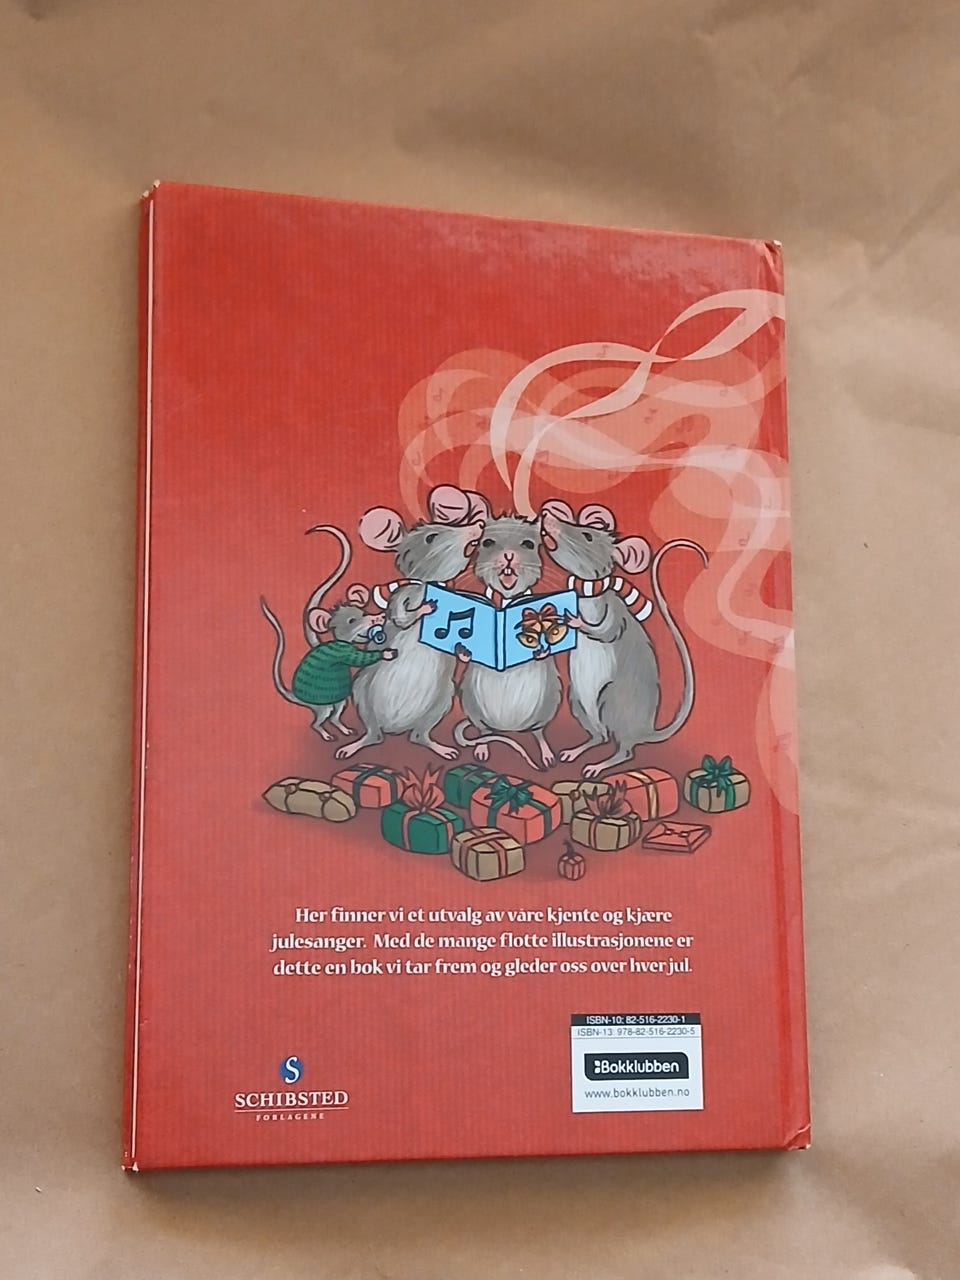 Her finner vi et utvalg av våre kjente og kjære
julesanger. Med de mange flotte illustrasjonene er
dette en bok vi tar frem og gleder oss over hver jul.
ISBN-10: 82-516-2230-1
ISBN-13: 978-82-516-2230-5
Bokklubben
www.bokklubben.no
S
SCHIBSTED
FORLAGENE